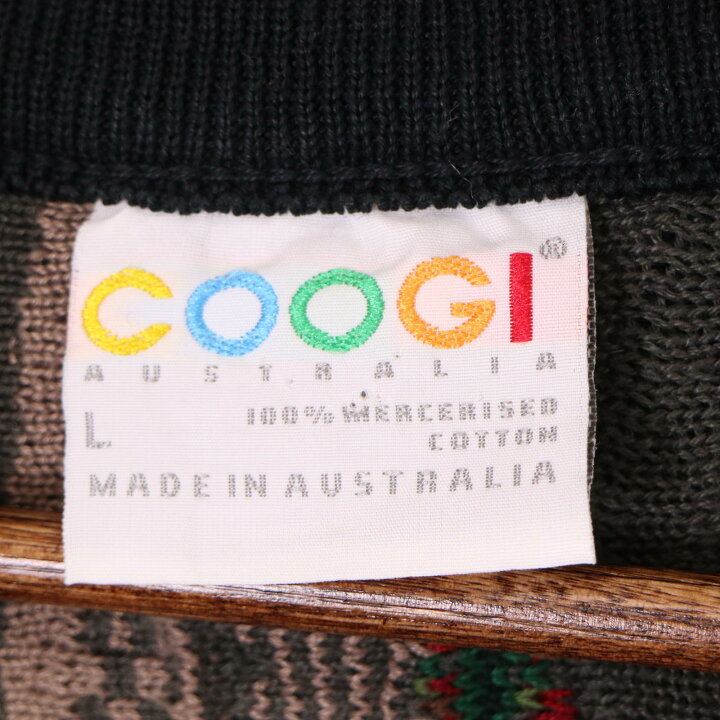 COOGI®
AUSTRALIA
L 100% MERCERISED
COTTON
MADE IN AUSTRALIA